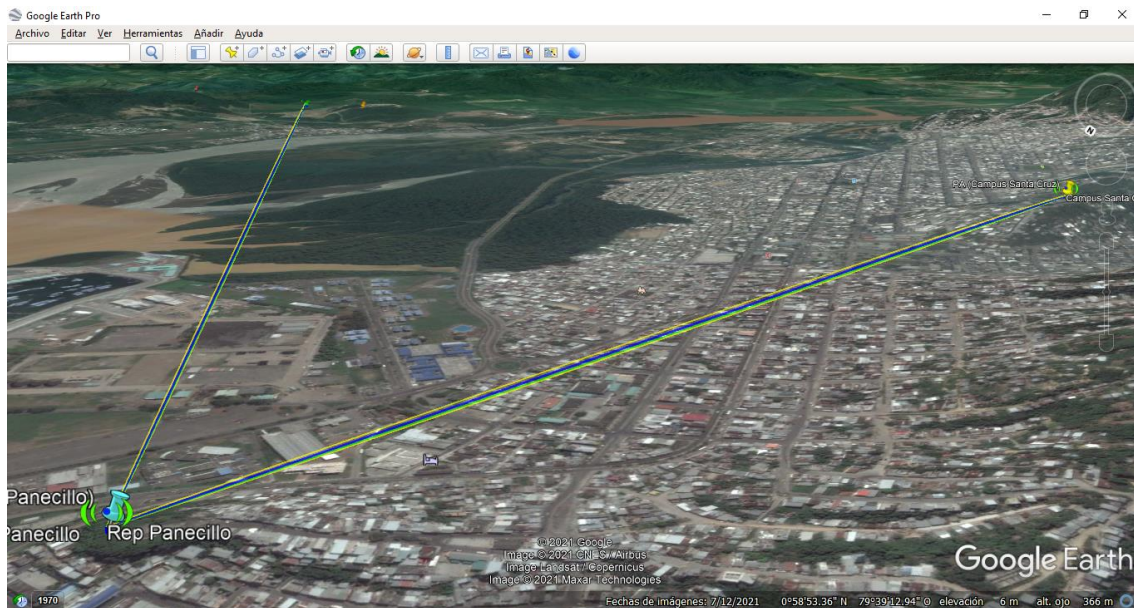 Google Earth Pro
Archivo Editar Ver Herramientas Añadir Ayuda
N
PA (Campus Santa Cruz)
Campus Santa C
Panecillo)
Panecillo
Rep Panecillo
© 2021 Google
Image © 2021 CNES / Airbus
Image Landsat / Copernicus
Image © 2021 Maxar Technologies
Google Earth
1970
Fechas de imágenes: 7/12/2021 0°58'53.36" N 79°39'12.94" O elevación 6 m alt. ojo 366 m